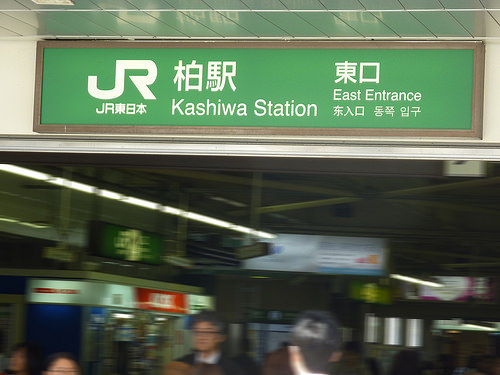 JR 柏駅
JR東日本
Kashiwa Station
東口
East Entrance
东入口 동쪽 입구